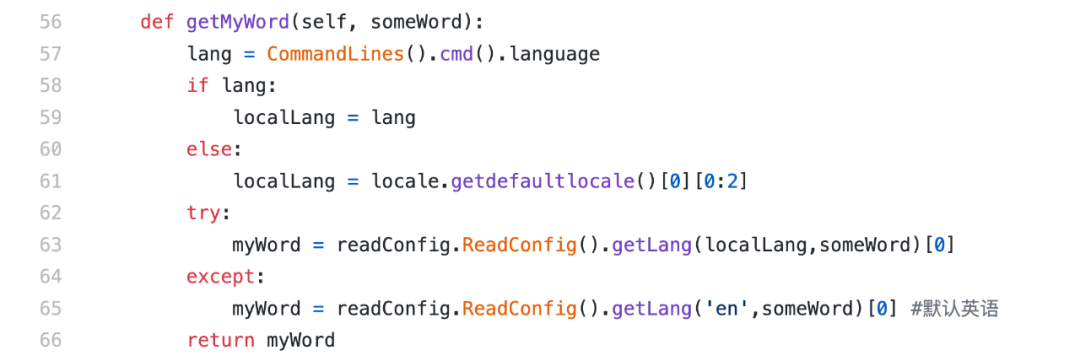 56 def getMyWord(self, someWord):
57 lang = CommandLines().cmd().language
58 if lang:
59 localLang = lang
60 else:
61 localLang = locale.getdefaultlocale()[0][0:2]
62 try:
63 myWord = readConfig.ReadConfig().getLang(localLang,someWord)[0]
64 except:
65 myWord = readConfig.ReadConfig().getLang('en',someWord)[0] #默认英语
66 return myWord